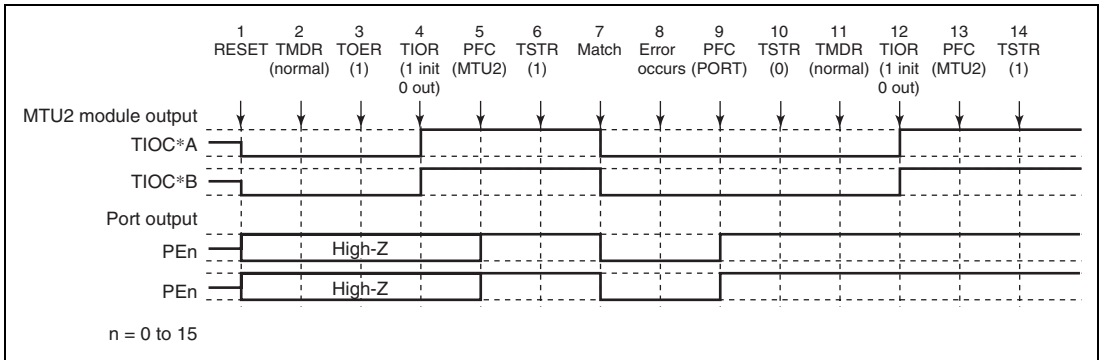 1 2 3 4 5 6 7 8 9 10 11 12 13 14
RESET TMDR TOER TIOR PFC TSTR Match Error PFC TSTR TMDR TIOR PFC TSTR
(normal) (1) (1 init (MTU2) (1) occurs (PORT) (0) (normal) (1 init (MTU2) (1)
0 out) 0 out)
MTU2 module output
TIOC*A
TIOC*B
Port output
PEn High-Z
PEn High-Z
n = 0 to 15